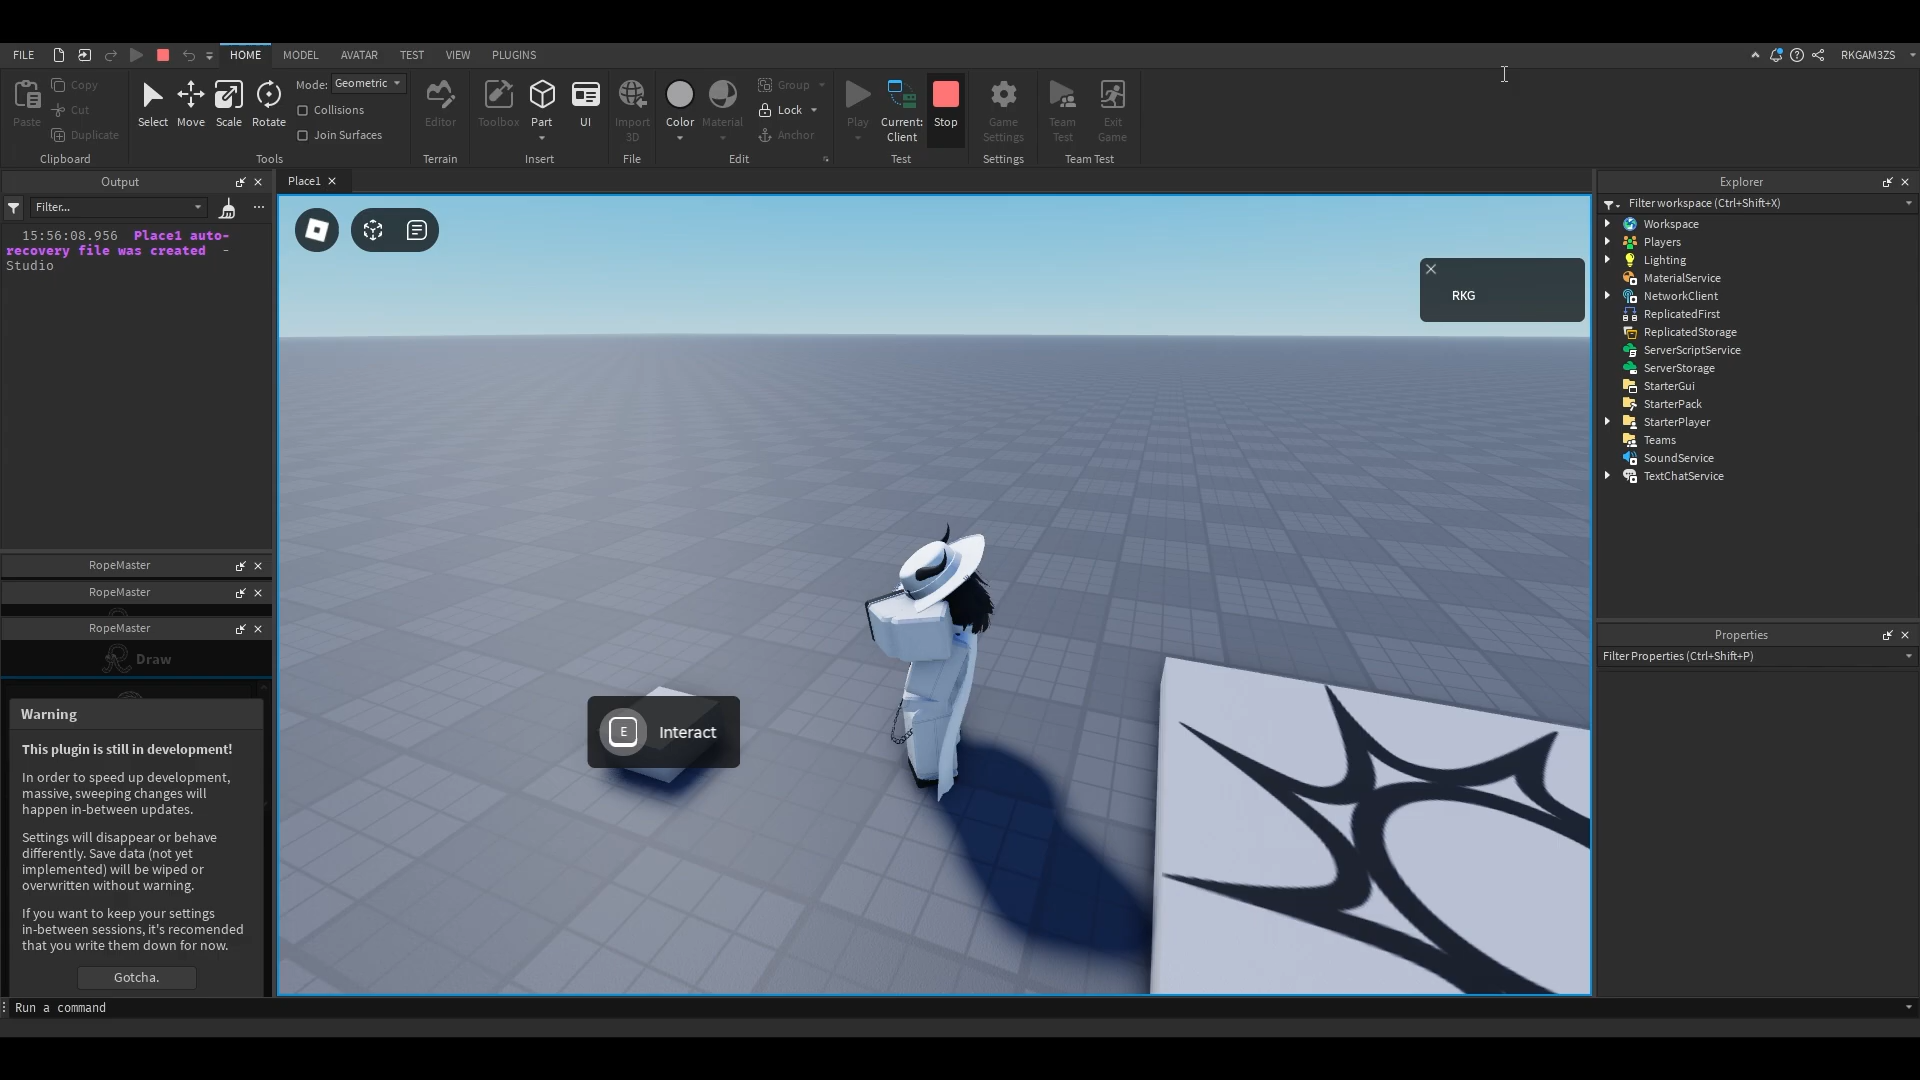 FILE HOME MODEL AVATAR TEST VIEW PLUGINS RKGAM3ZS
Copy
Cut
Duplicate
Paste
Clipboard
Select Move Scale Rotate
Mode: Geometric
Collisions
Join Surfaces
Tools
Editor
Terrain
Toolbox Part UI
Insert
Import
3D
File
Color Material
Group
Lock
Anchor
Edit
Play
Current:
Client
Stop
Test
Game
Settings
Settings
Team
Test
Exit
Game
Team Test
Output
Filter...
15:56:08.956 Place1 auto-
recovery file was created -
Studio
RopeMaster
RopeMaster
RopeMaster
Draw
Warning
This plugin is still in development!
In order to speed up development,
massive, sweeping changes will
happen in-between updates.
Settings will disappear or behave
differently. Save data (not yet
implemented) will be wiped or
overwritten without warning.
If you want to keep your settings
in-between sessions, it's recomended
that you write them down for now.
Gotcha.
Place1
RKG
E Interact
Explorer
Filter workspace (Ctrl+Shift+X)
Workspace
Players
Lighting
MaterialService
NetworkClient
ReplicatedFirst
ReplicatedStorage
ServerScriptService
ServerStorage
StarterGui
StarterPack
StarterPlayer
Teams
SoundService
TextChatService
Properties
Filter Properties (Ctrl+Shift+P)
Run a command